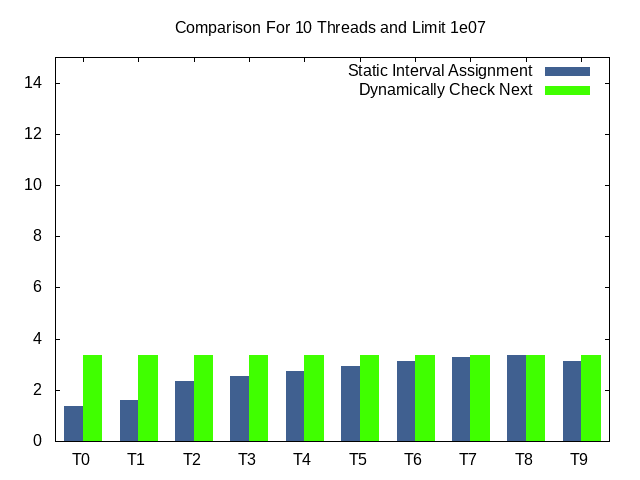 Comparison For 10 Threads and Limit 1e07
Static Interval Assignment
Dynamically Check Next
14
12
10
8
6
4
2
0
T0 T1 T2 T3 T4 T5 T6 T7 T8 T9